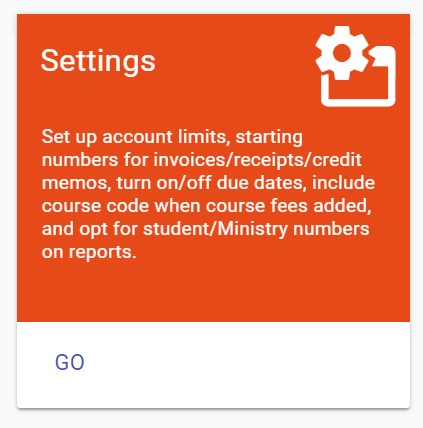 Settings
Set up account limits, starting
numbers for invoices/receipts/credit
memos, turn on/off due dates, include
course code when course fees added,
and opt for student/Ministry numbers
on reports.
GO